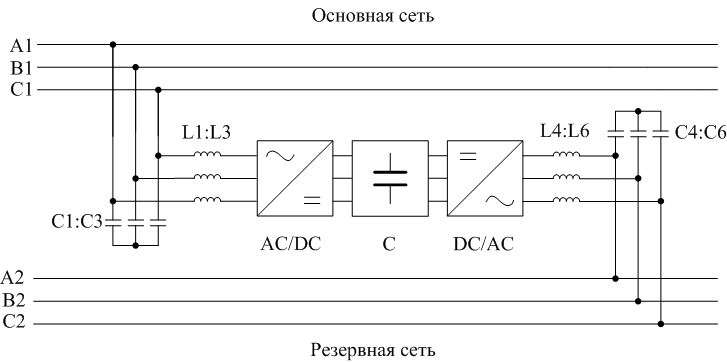 Основная сеть
A1
B1
C1
L1:L3
L4:L6
C4:C6
C1:C3
AC/DC
C
DC/AC
A2
B2
C2
Резервная сеть